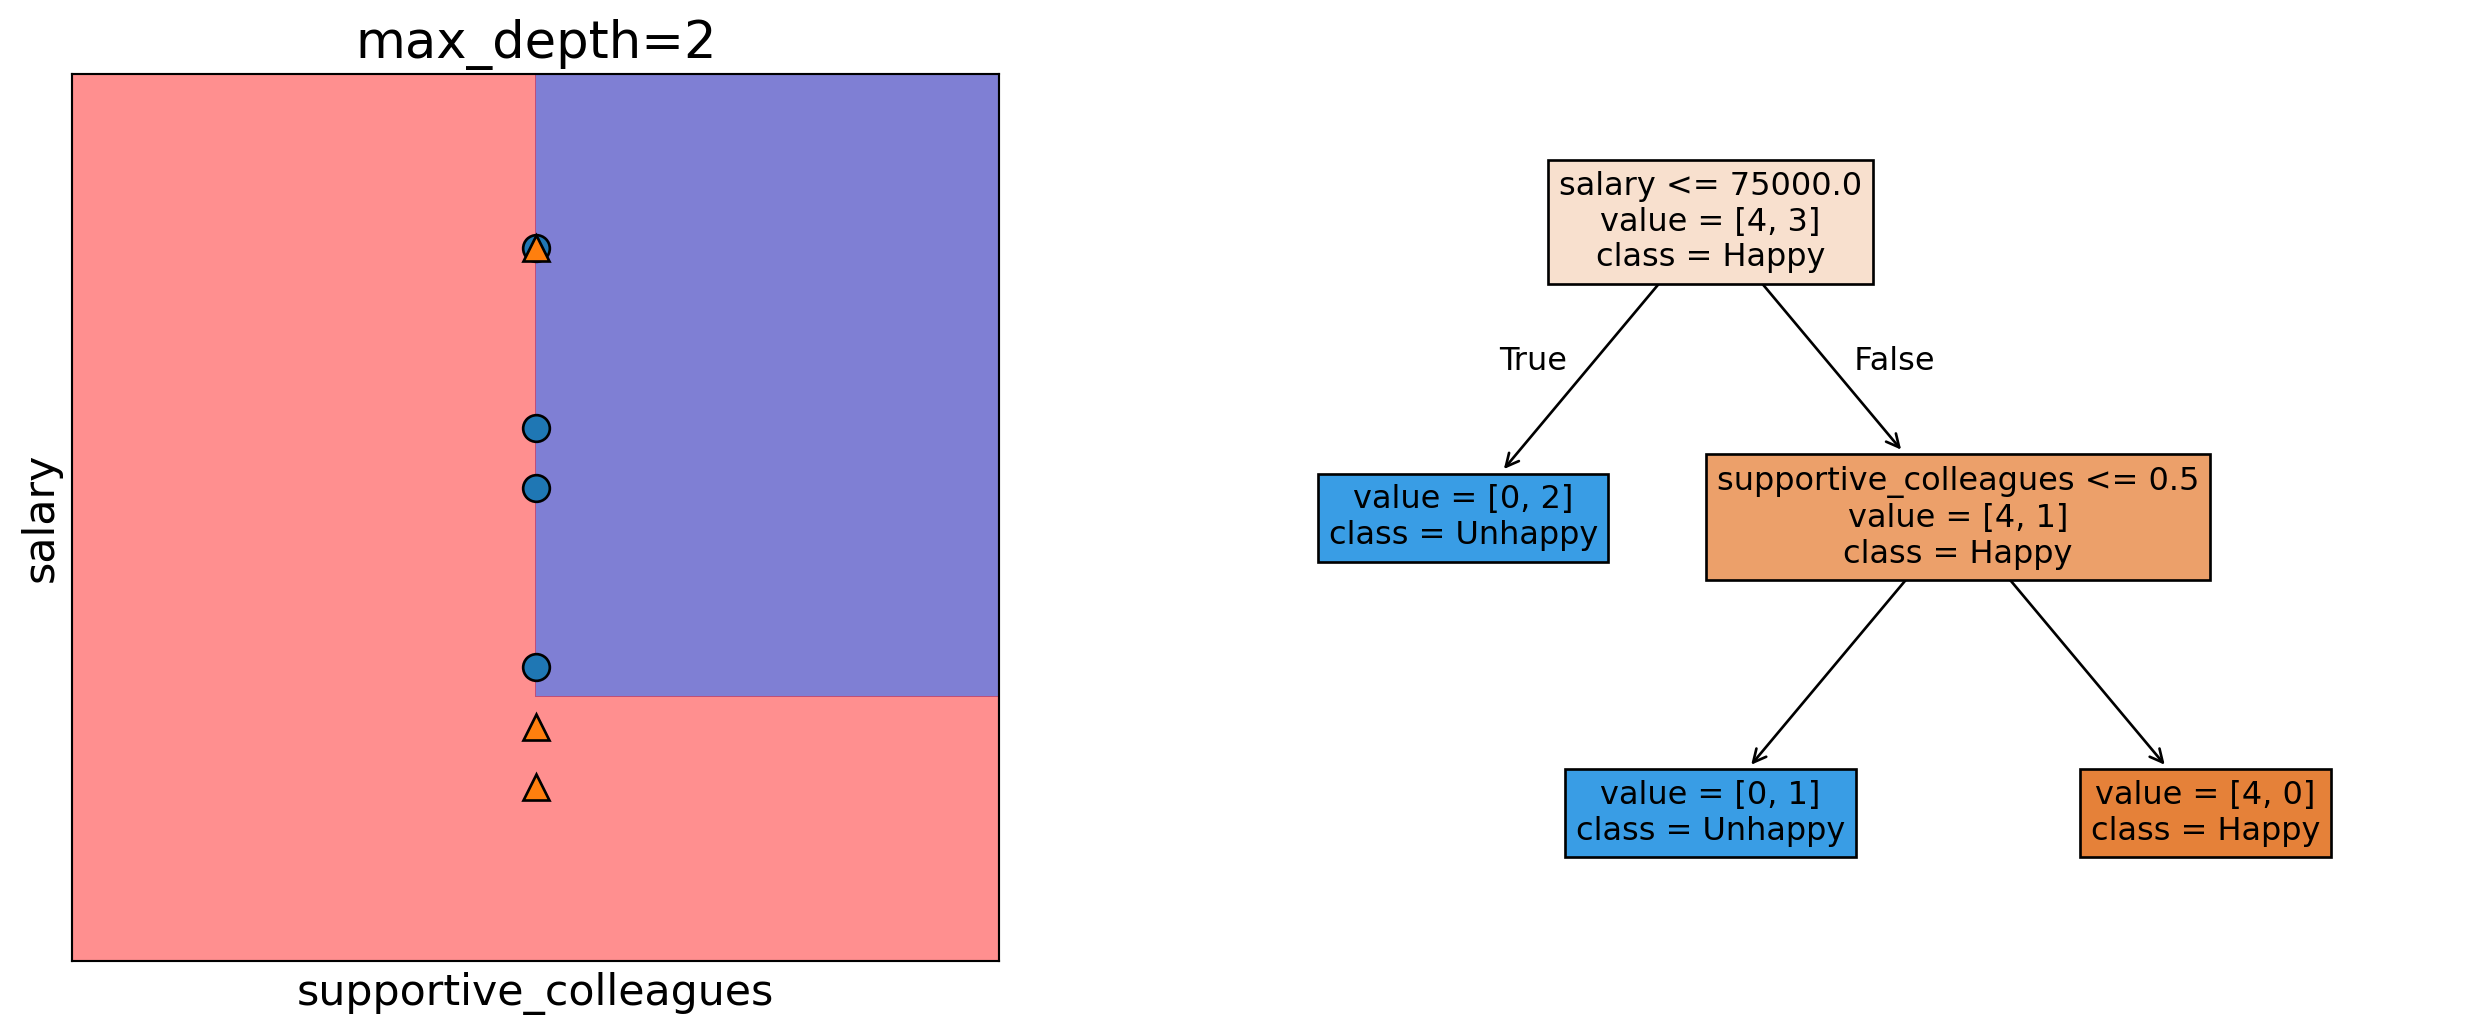 max_depth=2
salary
supportive_colleagues
salary <= 75000.0
value = [4, 3]
class = Happy
True
False
value = [0, 2]
class = Unhappy
supportive_colleagues <= 0.5
value = [4, 1]
class = Happy
value = [0, 1]
class = Unhappy
value = [4, 0]
class = Happy